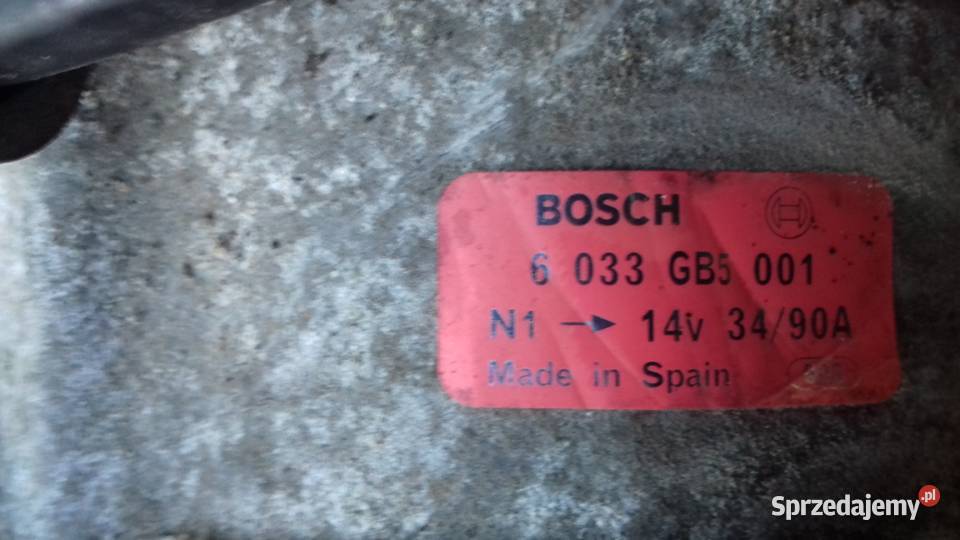 BOSCH
6 033 GB5 001
N1 → 14v 34/90A
Made in Spain
Sprzedajemy.pl